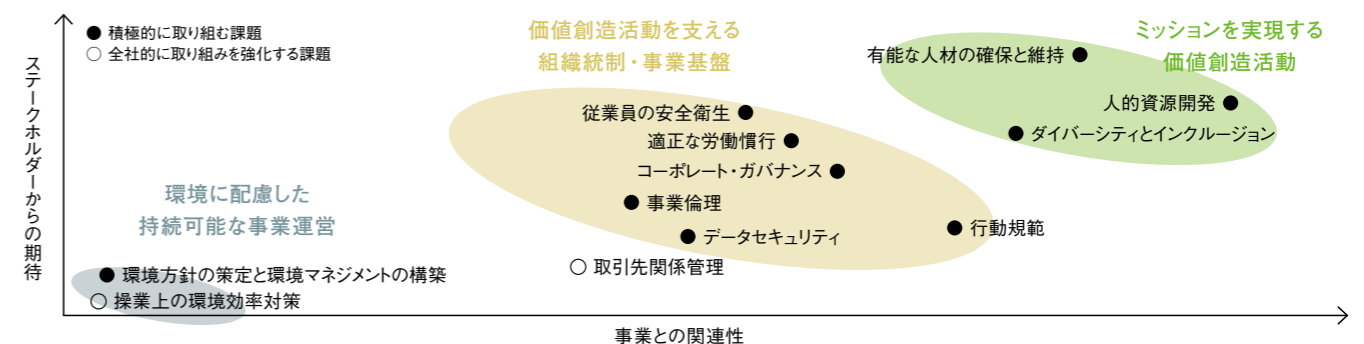 ● 積極的に取り組む課題
○ 全社的に取り組みを強化する課題
ステークホルダーからの期待
価値創造活動を支える
組織統制・事業基盤
ミッションを実現する
価値創造活動
有能な人材の確保と維持 ●
人的資源開発 ●
● ダイバーシティとインクルージョン
従業員の安全衛生 ●
適正な労働慣行 ●
コーポレート・ガバナンス ●
● 事業倫理
● データセキュリティ
● 行動規範
○ 取引先関係管理
環境に配慮した
持続可能な事業運営
● 環境方針の策定と環境マネジメントの構築
○ 操業上の環境効率対策
事業との関連性